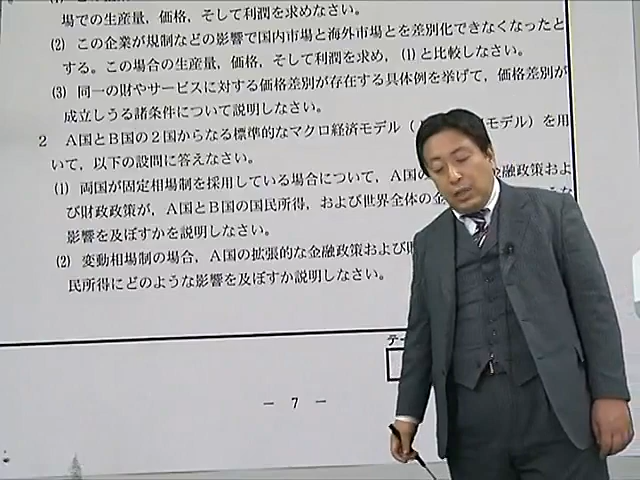 場での生産量，価格，そして利潤を求めなさい。
(2) この企業が規制などの影響で国内市場と海外市場とを差別化できなくなったと
する。この場合の生産量，価格，そして利潤を求め，(1)と比較しなさい。
(3) 同一の財やサービスに対する価格差別が存在する具体例を挙げて，価格差別が
成立しうる諸条件について説明しなさい。
2 A国とB国の2国からなる標準的なマクロ経済モデル（ モデル）を用
いて，以下の設問に答えなさい。
(1) 両国が固定相場制を採用している場合について，A国の 金融政策およ
び財政政策が，A国とB国の国民所得，および世界全体の
影響を及ぼすかを説明しなさい。
(2) 変動相場制の場合，A国の拡張的な金融政策および
民所得にどのような影響を及ぼすか説明しなさい。
テー
― 7 ―